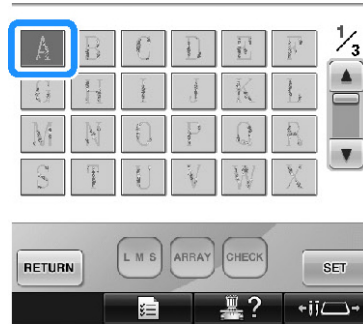 A B C D E F 1/3
G H I J K L
M N O P Q R
S T U V W X
RETURN L M S ARRAY CHECK SET
?